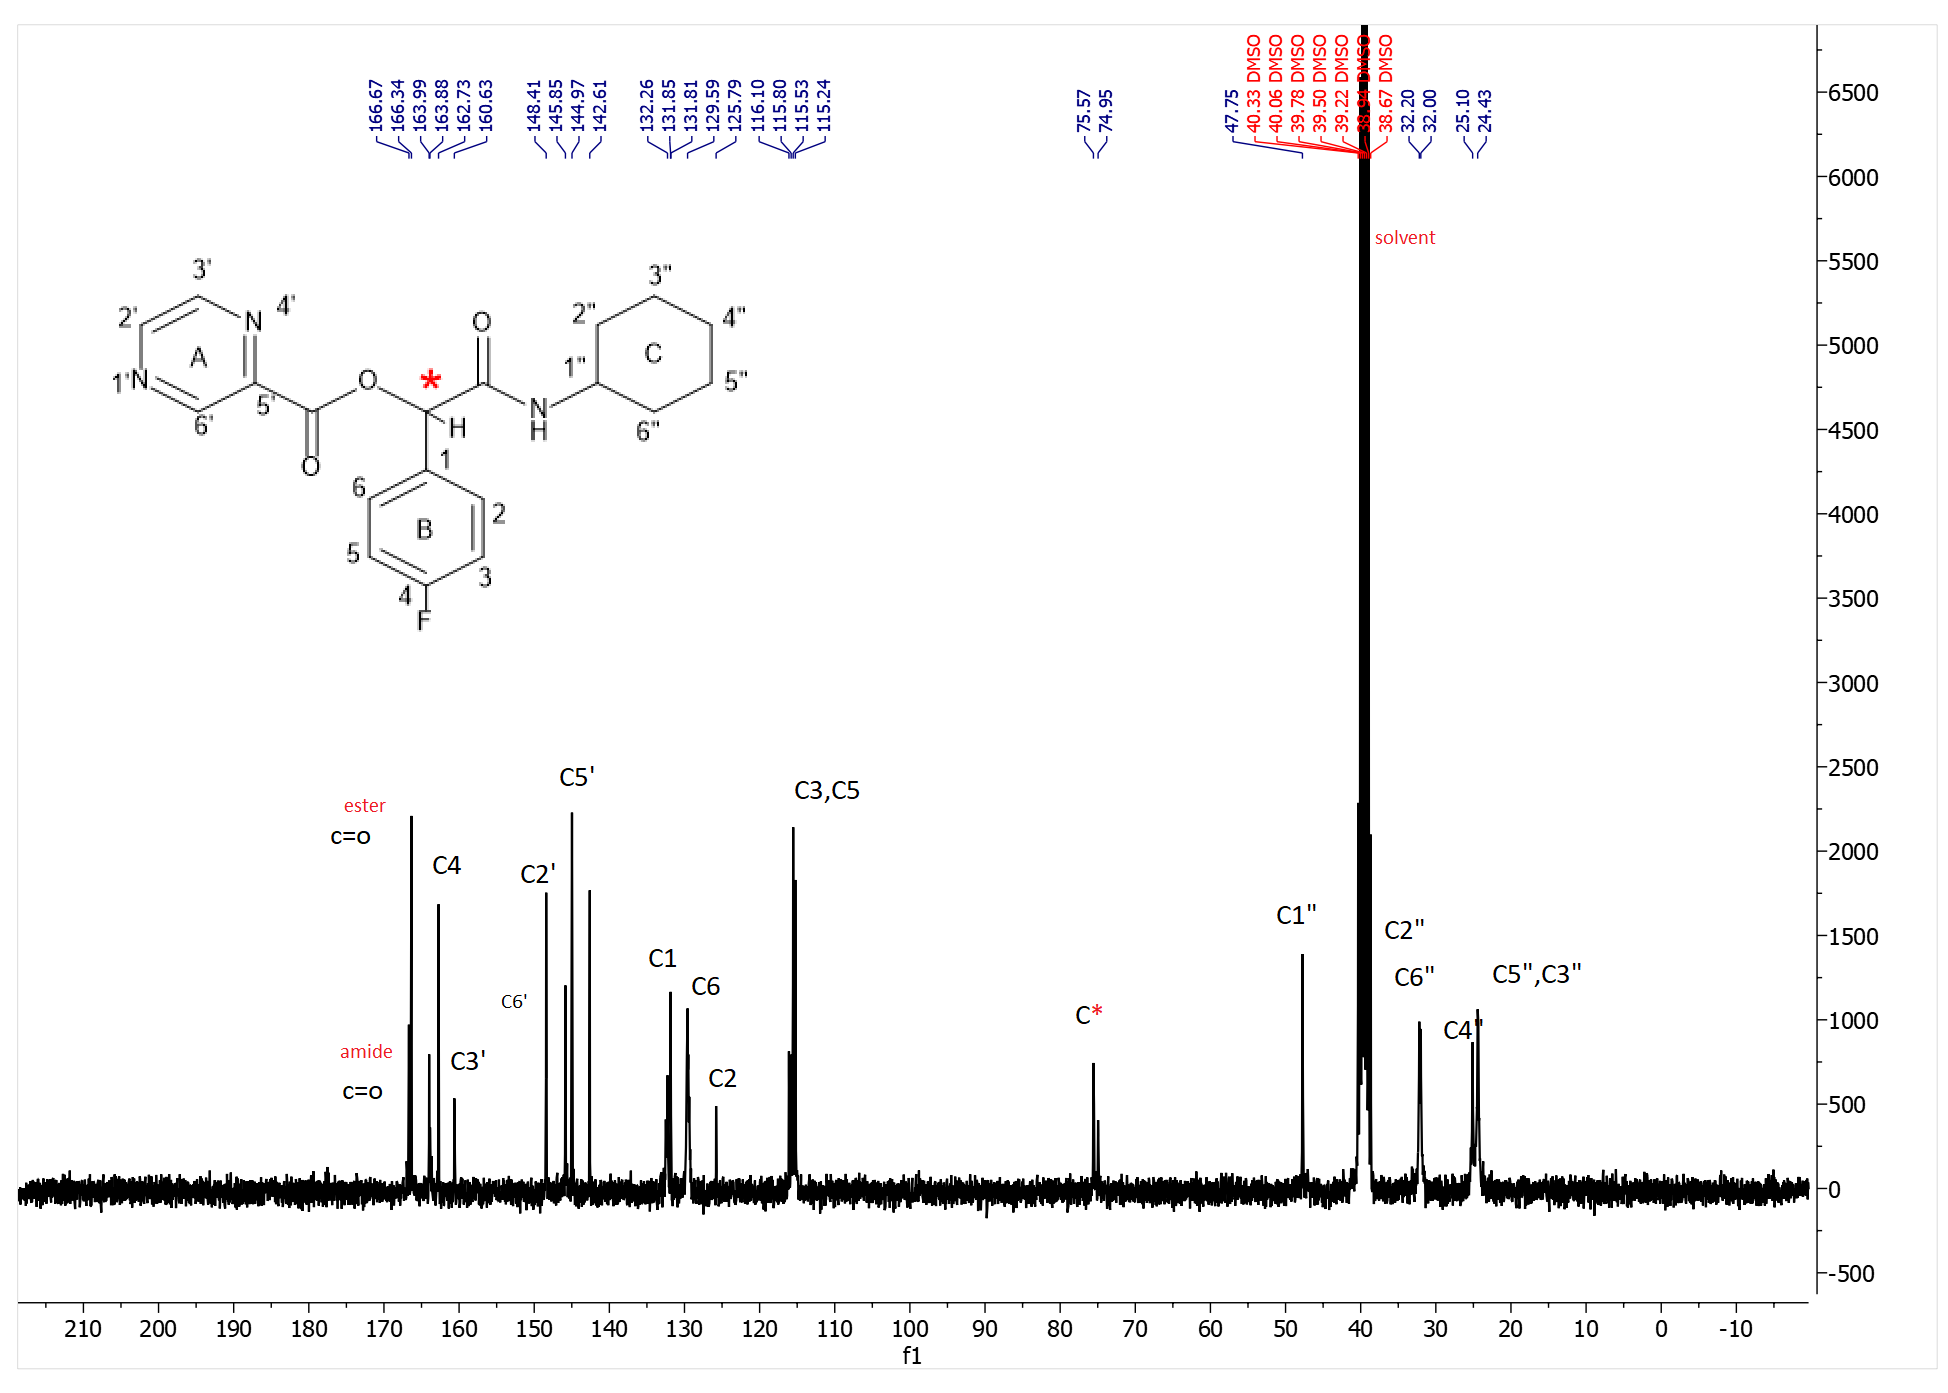 166.67
166.34
163.99
163.88
162.73
160.63
148.41
145.85
144.97
142.61
132.26
131.85
131.81
129.59
125.79
116.10
115.80
115.53
115.24
75.57
74.95
47.75
40.33 DMSO
40.06 DMSO
39.78 DMSO
39.50 DMSO
39.22 DMSO
38.94 DMSO
38.67 DMSO
32.20
32.00
25.10
24.43
solvent
3'
2'
4'
N
A
1'
N
5'
6'
O
O
*
H
O
N
H
1"
2"
3"
4"
5"
6"
C
1
6
2
B
5
3
4
F
ester
c=o
amide
c=o
C4
C3'
C2'
C6'
C5'
C1
C6
C2
C3,C5
C*
C1"
C2"
C6"
C4"
C5",C3"
6500
6000
5500
5000
4500
4000
3500
3000
2500
2000
1500
1000
500
0
-500
210 200 190 180 170 160 150 140 130 120 110 100 90 80 70 60 50 40 30 20 10 0 -10
f1